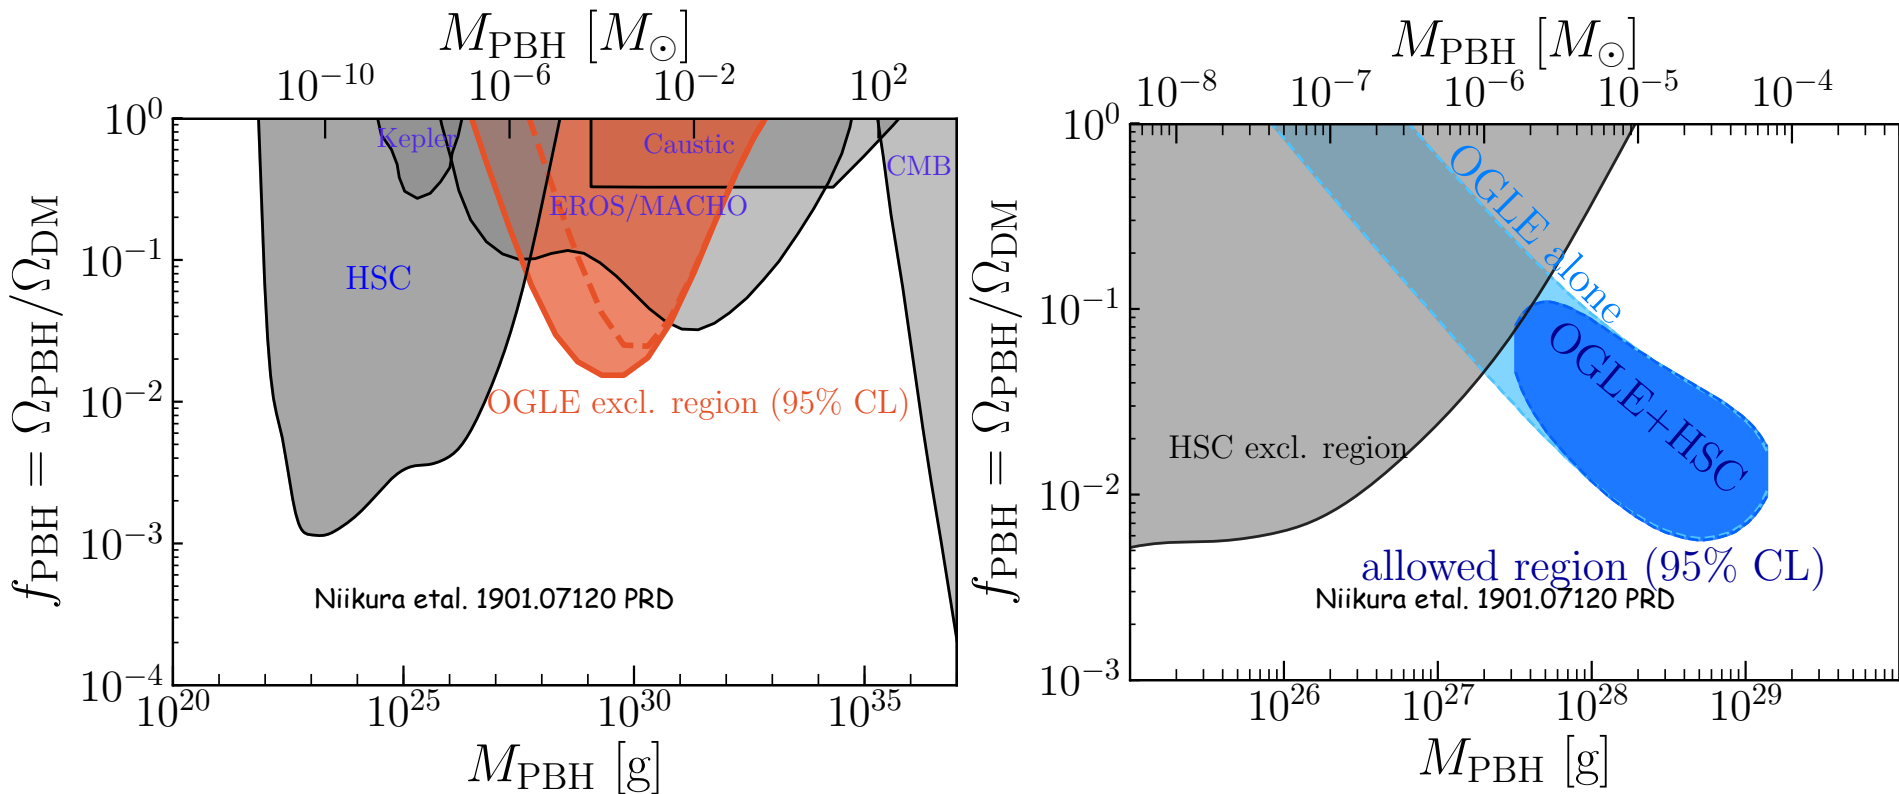 M_PBH [M_⊙]
10^−10 10^−6 10^−2 10^2
10^0
10^−1
10^−2
10^−3
10^−4
f_PBH = Ω_PBH/Ω_DM
Kepler
Caustic
CMB
EROS/MACHO
HSC
OGLE excl. region (95% CL)
Niikura etal. 1901.07120 PRD
10^20 10^25 10^30 10^35
M_PBH [g]
M_PBH [M_⊙]
10^−8 10^−7 10^−6 10^−5 10^−4
10^0
10^−1
10^−2
10^−3
f_PBH = Ω_PBH/Ω_DM
OGLE alone
OGLE+HSC
HSC excl. region
allowed region (95% CL)
Niikura etal. 1901.07120 PRD
10^26 10^27 10^28 10^29
M_PBH [g]